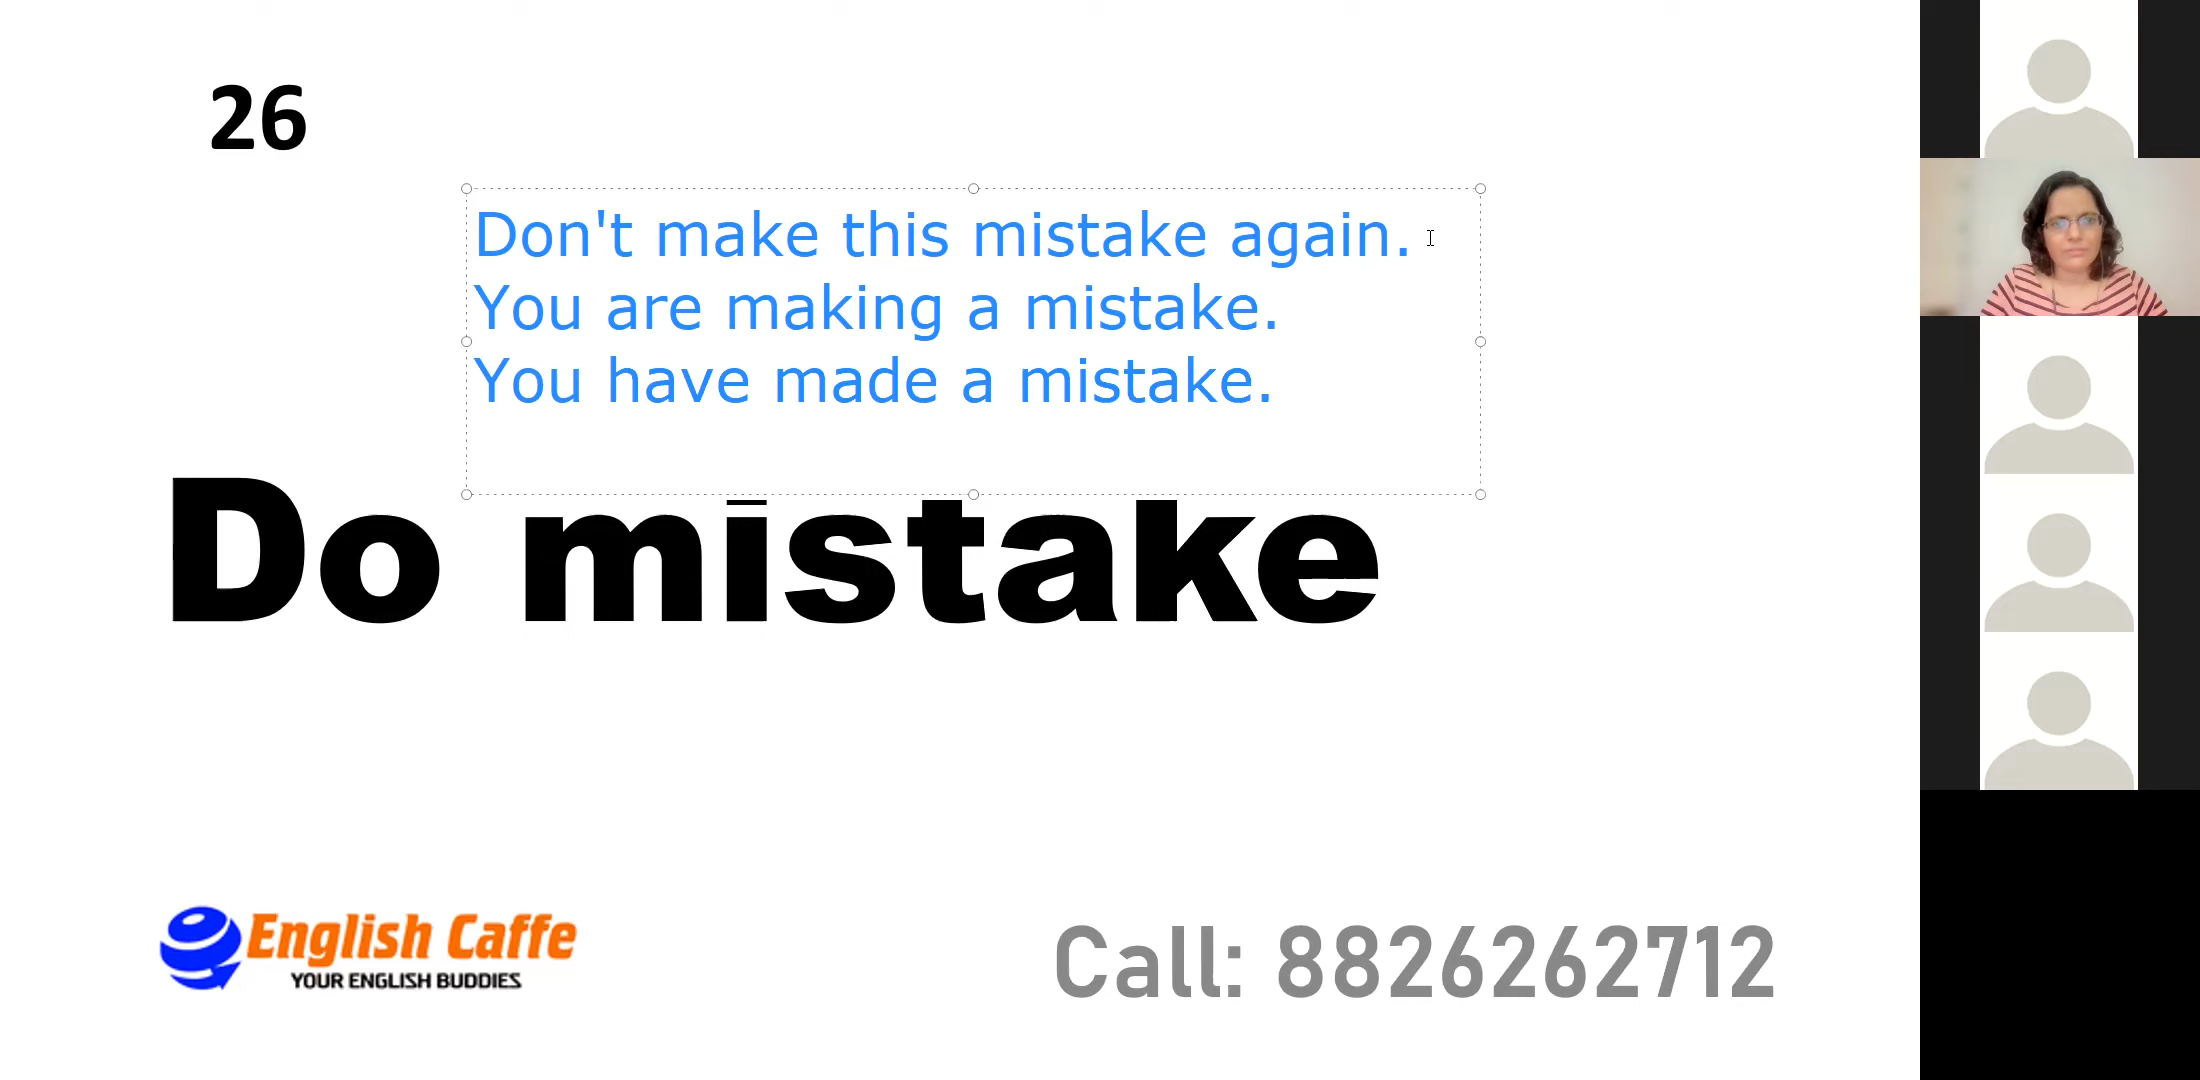 26
Don't make this mistake again.
You are making a mistake.
You have made a mistake.
Do mistake
English Caffe
YOUR ENGLISH BUDDIES
Call: 8826262712